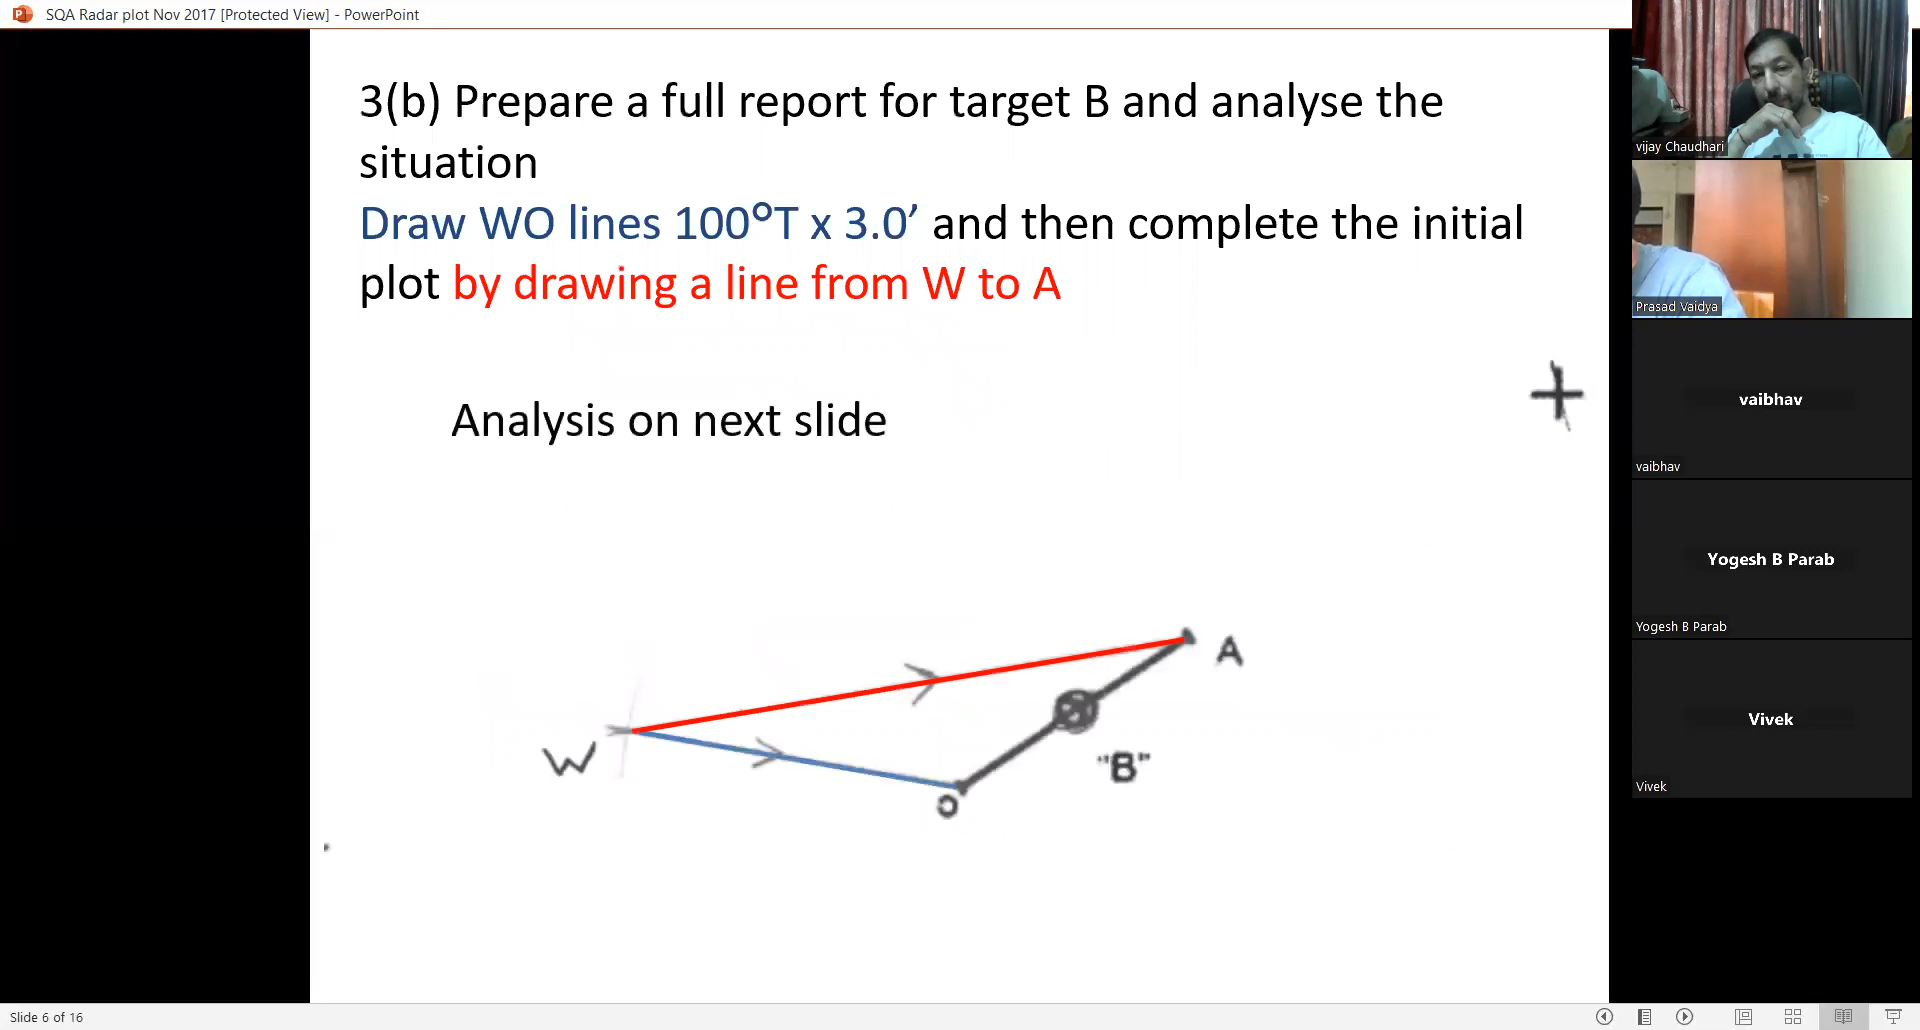 SQA Radar plot Nov 2017 [Protected View] - PowerPoint
3(b) Prepare a full report for target B and analyse the
situation
Draw WO lines 100°T x 3.0’ and then complete the initial
plot by drawing a line from W to A
Analysis on next slide
A
"B"
W
O
vijay Chaudhari
Prasad Vaidya
vaibhav
vaibhav
Yogesh B Parab
Yogesh B Parab
Vivek
Vivek
Slide 6 of 16